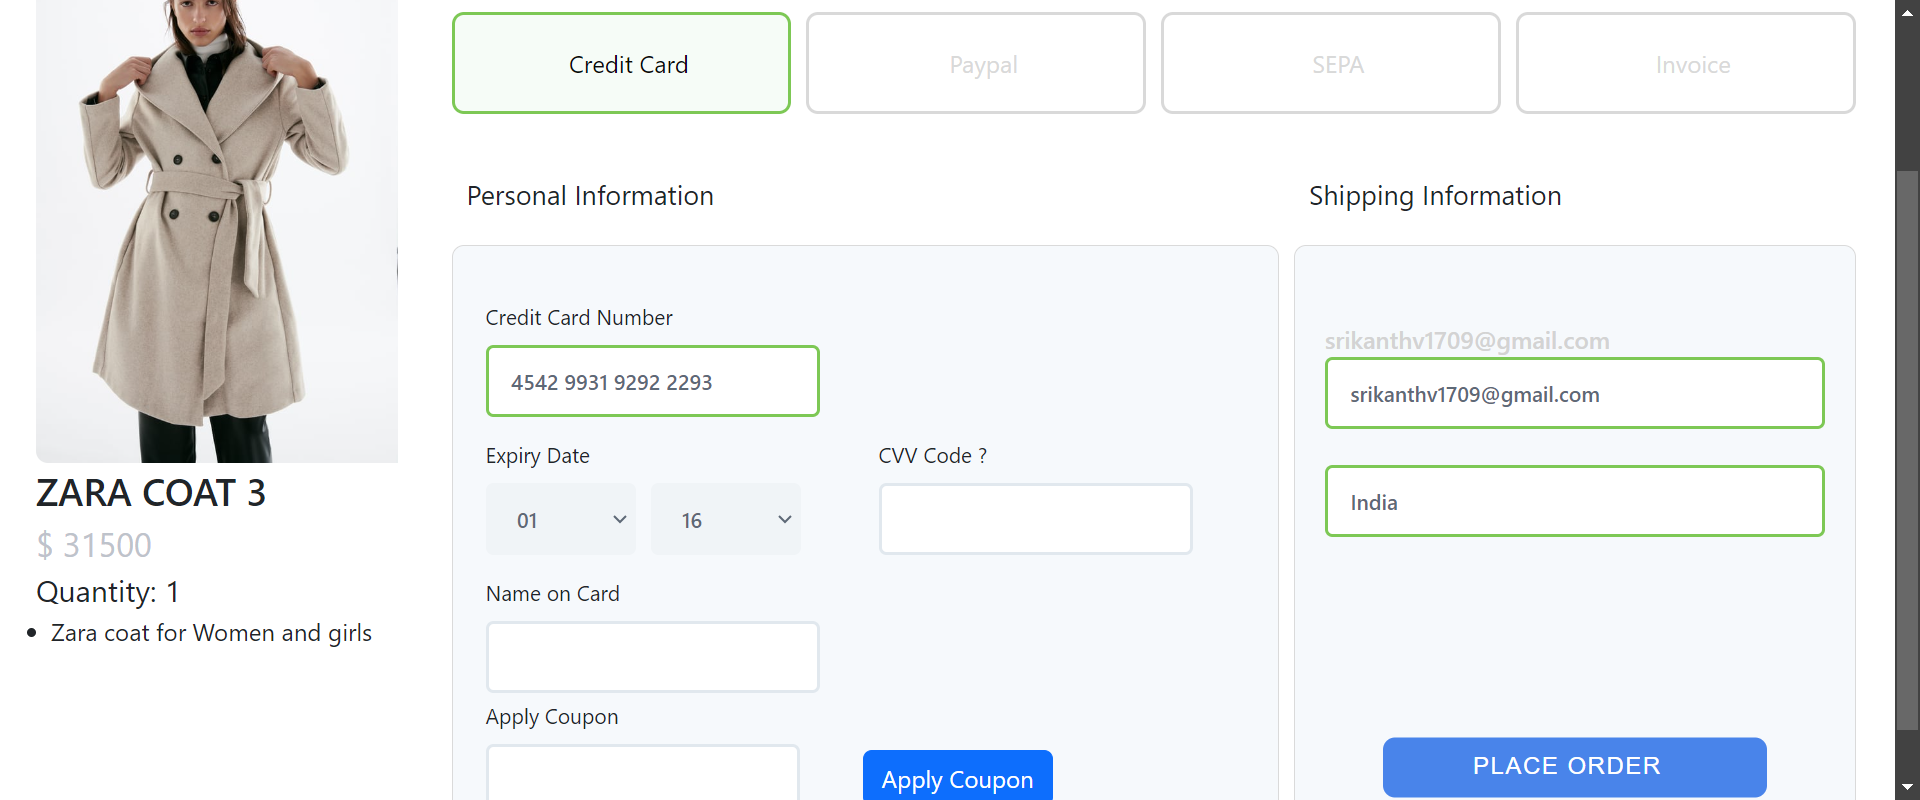 Credit Card
Paypal
SEPA
Invoice
Personal Information
Shipping Information
Credit Card Number
4542 9931 9292 2293
Expiry Date
CVV Code ?
01
16
Name on Card
Apply Coupon
Apply Coupon
srikanthv1709@gmail.com
srikanthv1709@gmail.com
India
PLACE ORDER
ZARA COAT 3
$ 31500
Quantity: 1
Zara coat for Women and girls